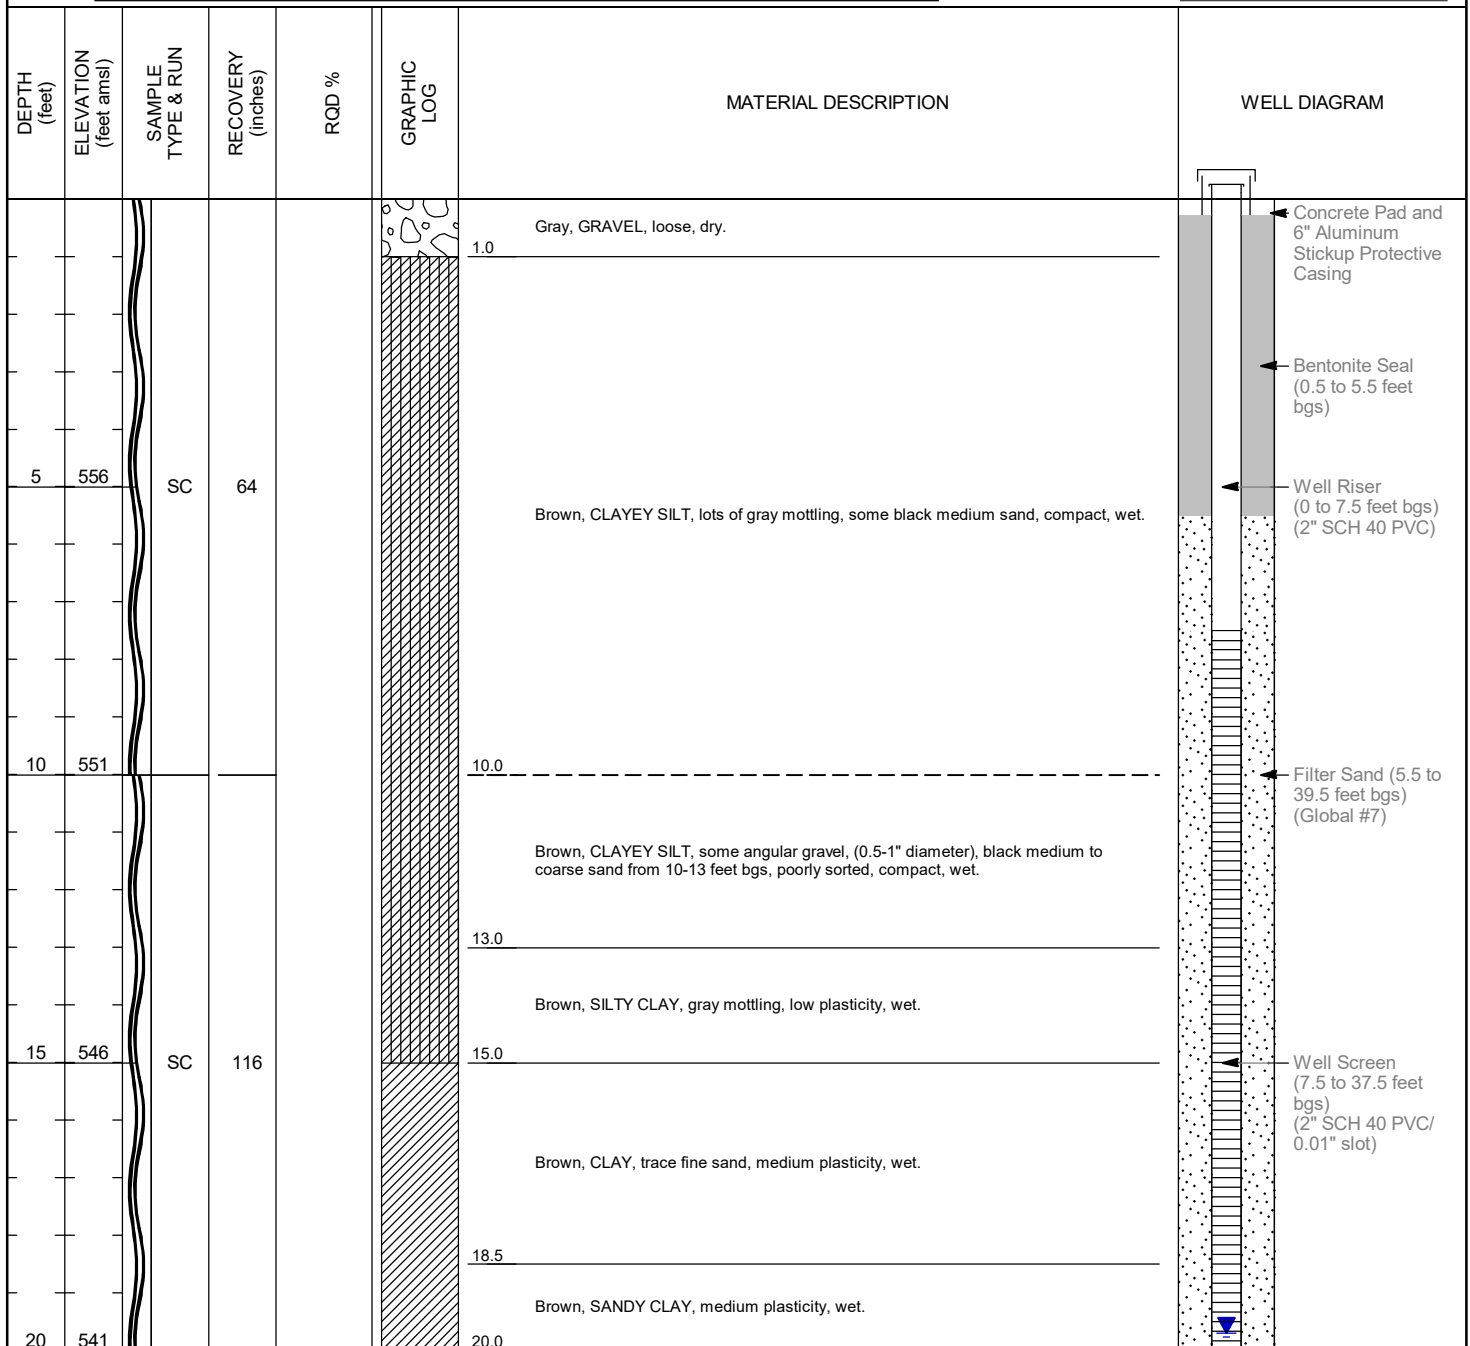 DEPTH
(feet)
ELEVATION
(feet amsl)
SAMPLE
TYPE & RUN
RECOVERY
(inches)
RQD %
GRAPHIC
LOG
MATERIAL DESCRIPTION
WELL DIAGRAM
Gray, GRAVEL, loose, dry.
1.0
Concrete Pad and
6" Aluminum
Stickup Protective
Casing
Bentonite Seal
(0.5 to 5.5 feet
bgs)
5
556
SC
64
Brown, CLAYEY SILT, lots of gray mottling, some black medium sand, compact, wet.
Well Riser
(0 to 7.5 feet bgs)
(2" SCH 40 PVC)
10
551
10.0
Filter Sand (5.5 to
39.5 feet bgs)
(Global #7)
Brown, CLAYEY SILT, some angular gravel, (0.5-1" diameter), black medium to
coarse sand from 10-13 feet bgs, poorly sorted, compact, wet.
13.0
Brown, SILTY CLAY, gray mottling, low plasticity, wet.
15
546
SC
116
15.0
Well Screen
(7.5 to 37.5 feet
bgs)
(2" SCH 40 PVC/
0.01" slot)
Brown, CLAY, trace fine sand, medium plasticity, wet.
18.5
Brown, SANDY CLAY, medium plasticity, wet.
20
541
20.0